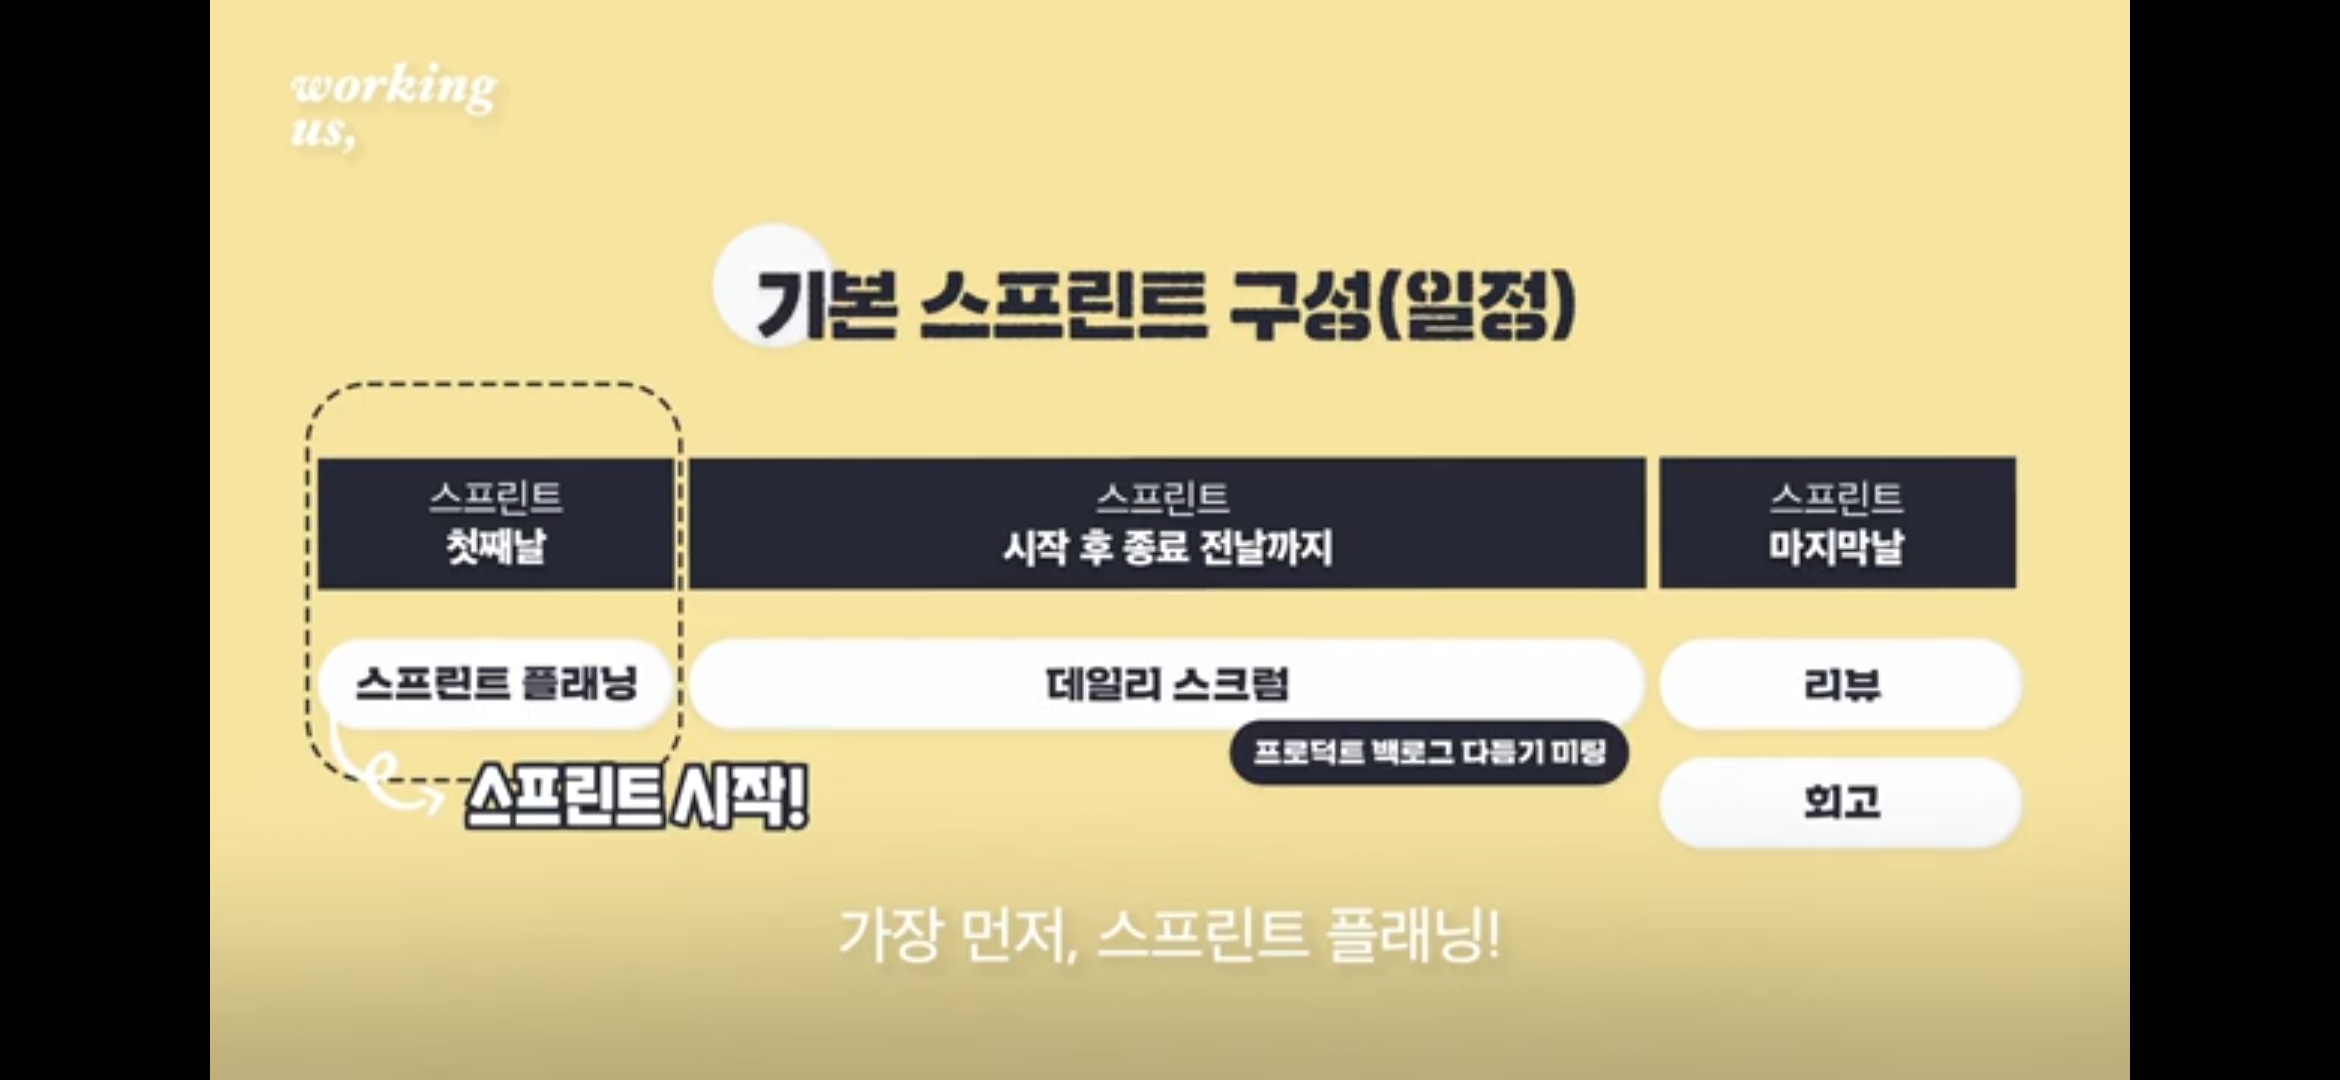 working
us,
기본 스프린트 구성(일정)
스프린트
첫째날
스프린트
시작 후 종료 전날까지
스프린트
마지막날
스프린트 플래닝
데일리 스크럼
리뷰
프로덕트 백로그 다듬기 미팅
스프린트 시작!
회고
가장 먼저, 스프린트 플래닝!